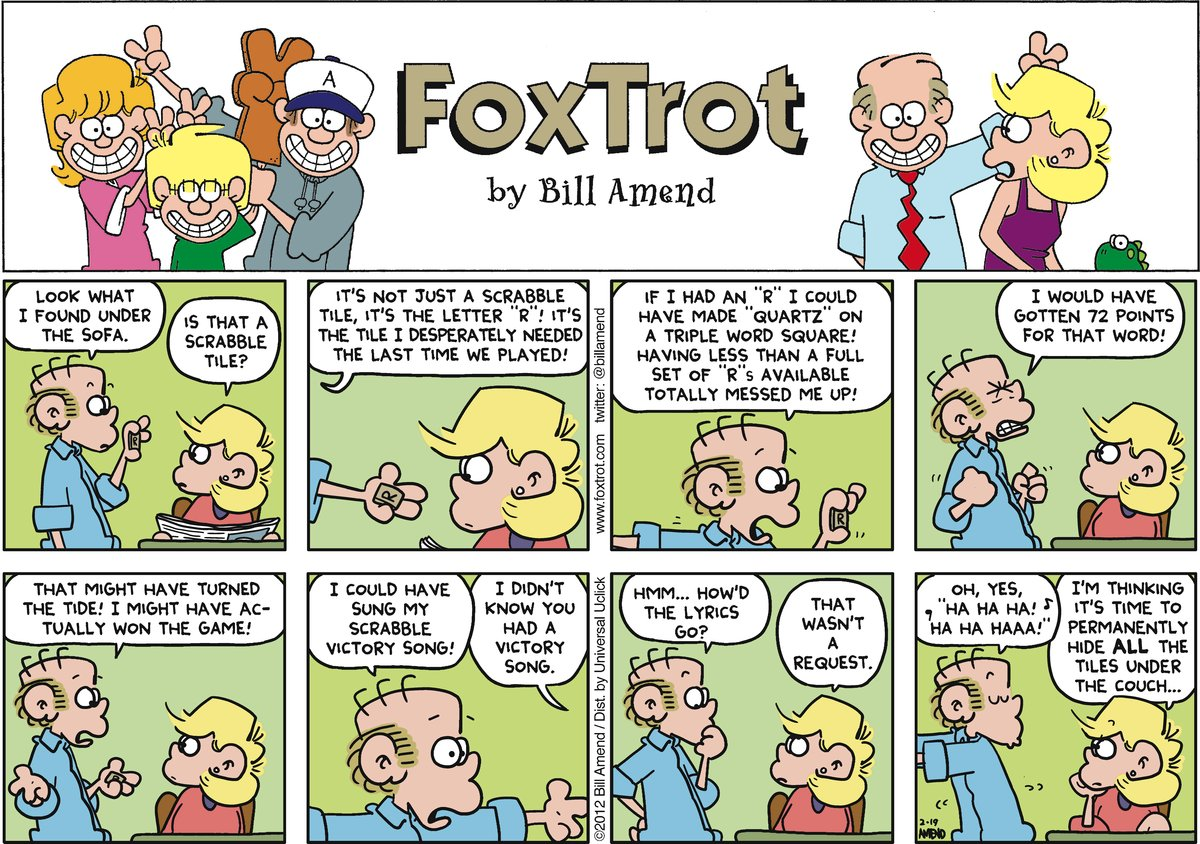 A
FOXTROT
by Bill Amend
LOOK WHAT
I FOUND UNDER
THE SOFA.
IS THAT A
SCRABBLE
TILE?
R
IT'S NOT JUST A SCRABBLE
TILE, IT'S THE LETTER "R"! IT'S
THE TILE I DESPERATELY NEEDED
THE LAST TIME WE PLAYED!
R
www.foxtrot.com twitter: @billamend
IF I HAD AN "R" I COULD
HAVE MADE "QUARTZ" ON
A TRIPLE WORD SQUARE!
HAVING LESS THAN A FULL
SET OF "R"s AVAILABLE
TOTALLY MESSED ME UP!
R
I WOULD HAVE
GOTTEN 72 POINTS
FOR THAT WORD!
THAT MIGHT HAVE TURNED
THE TIDE! I MIGHT HAVE AC-
TUALLY WON THE GAME!
R
I COULD HAVE
SUNG MY
SCRABBLE
VICTORY SONG!
I DIDN'T
KNOW YOU
HAD A
VICTORY
SONG.
©2012 Bill Amend / Dist. by Universal Uclick
HMM... HOW'D
THE LYRICS
GO?
THAT
WASN'T
A
REQUEST.
OH, YES,
♪"HA HA HA! ♪
HA HA HAAA!"
I'M THINKING
IT'S TIME TO
PERMANENTLY
HIDE ALL THE
TILES UNDER
THE COUCH...
2-19
AMEND